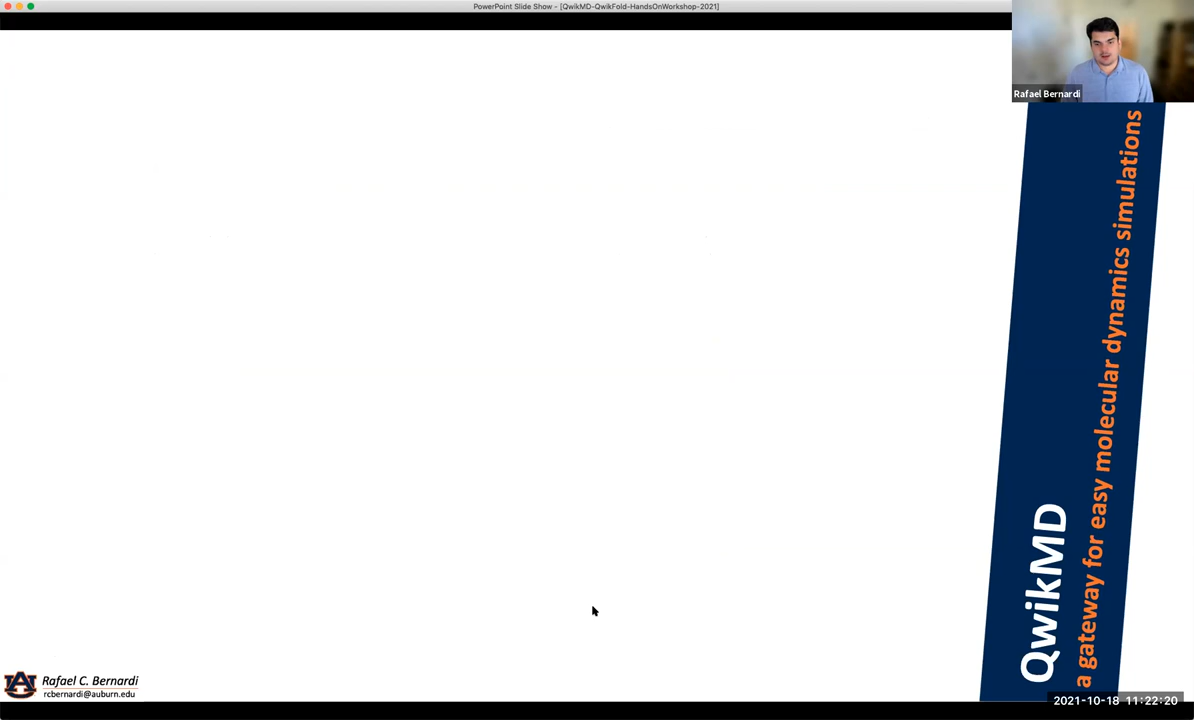 PowerPoint Slide Show - [QwikMD-QwikFold-HandsOnWorkshop-2021]
Rafael Bernardi
QwikMD
a gateway for easy molecular dynamics simulations
Rafael C. Bernardi
rcbernardi@auburn.edu
2021-10-18 11:22:20